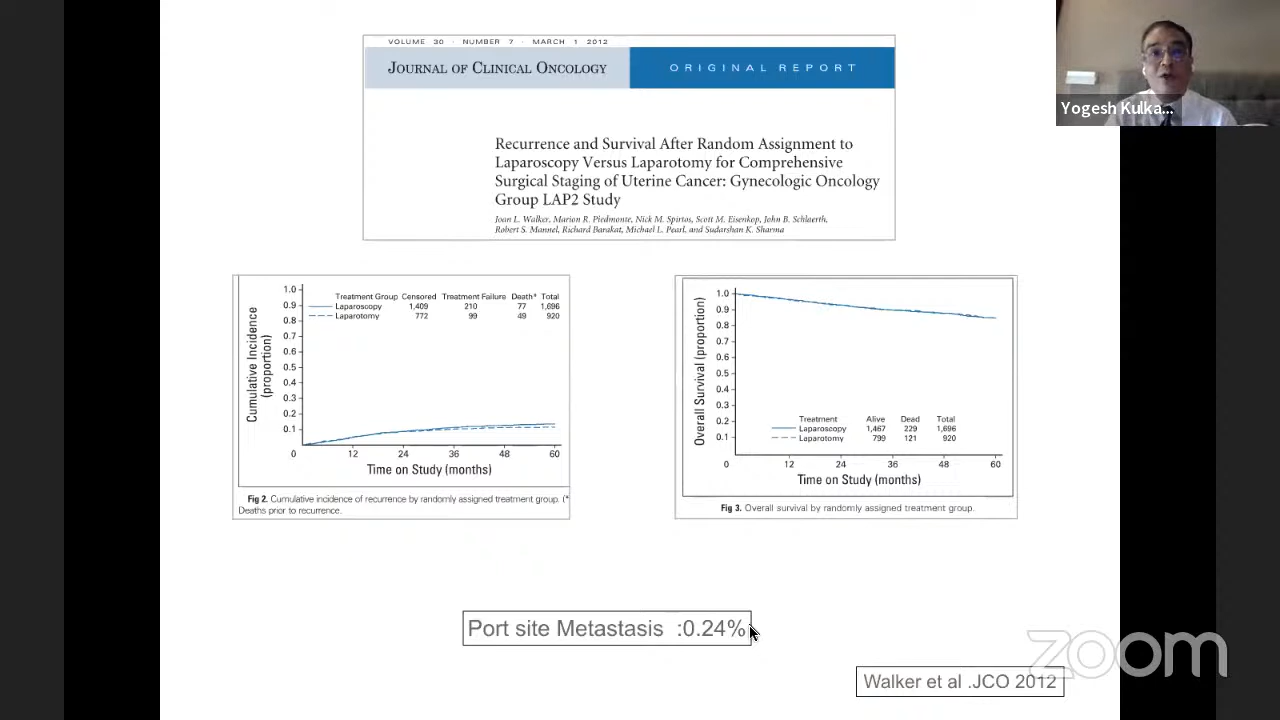 VOLUME 30 · NUMBER 7 · MARCH 1 2012
JOURNAL OF CLINICAL ONCOLOGY
ORIGINAL REPORT
Yogesh Kulka...
Recurrence and Survival After Random Assignment to
Laparoscopy Versus Laparotomy for Comprehensive
Surgical Staging of Uterine Cancer: Gynecologic Oncology
Group LAP2 Study
Joan L. Walker, Marion R. Piedmonte, Nick M. Spirtos, Scott M. Eisenkop, John B. Schlaerth,
Robert S. Mannel, Richard Barakat, Michael L. Pearl, and Sudarshan K. Sharma
Cumulative Incidence
(proportion)
1.0
0.9
0.8
0.7
0.6
0.5
0.4
0.3
0.2
0.1
Treatment Group Censored Treatment Failure Death* Total
Laparoscopy 1,409 210 77 1,696
Laparotomy 772 99 49 920
0 12 24 36 48 60
Time on Study (months)
Fig 2. Cumulative incidence of recurrence by randomly assigned treatment group. (*
Deaths prior to recurrence.
Overall Survival (proportion)
1.0
0.9
0.8
0.7
0.6
0.5
0.4
0.3
0.2
0.1
Treatment Alive Dead Total
Laparoscopy 1,467 229 1,696
Laparotomy 799 121 920
0 12 24 36 48 60
Time on Study (months)
Fig 3. Overall survival by randomly assigned treatment group.
Port site Metastasis :0.24%
zoom
Walker et al .JCO 2012